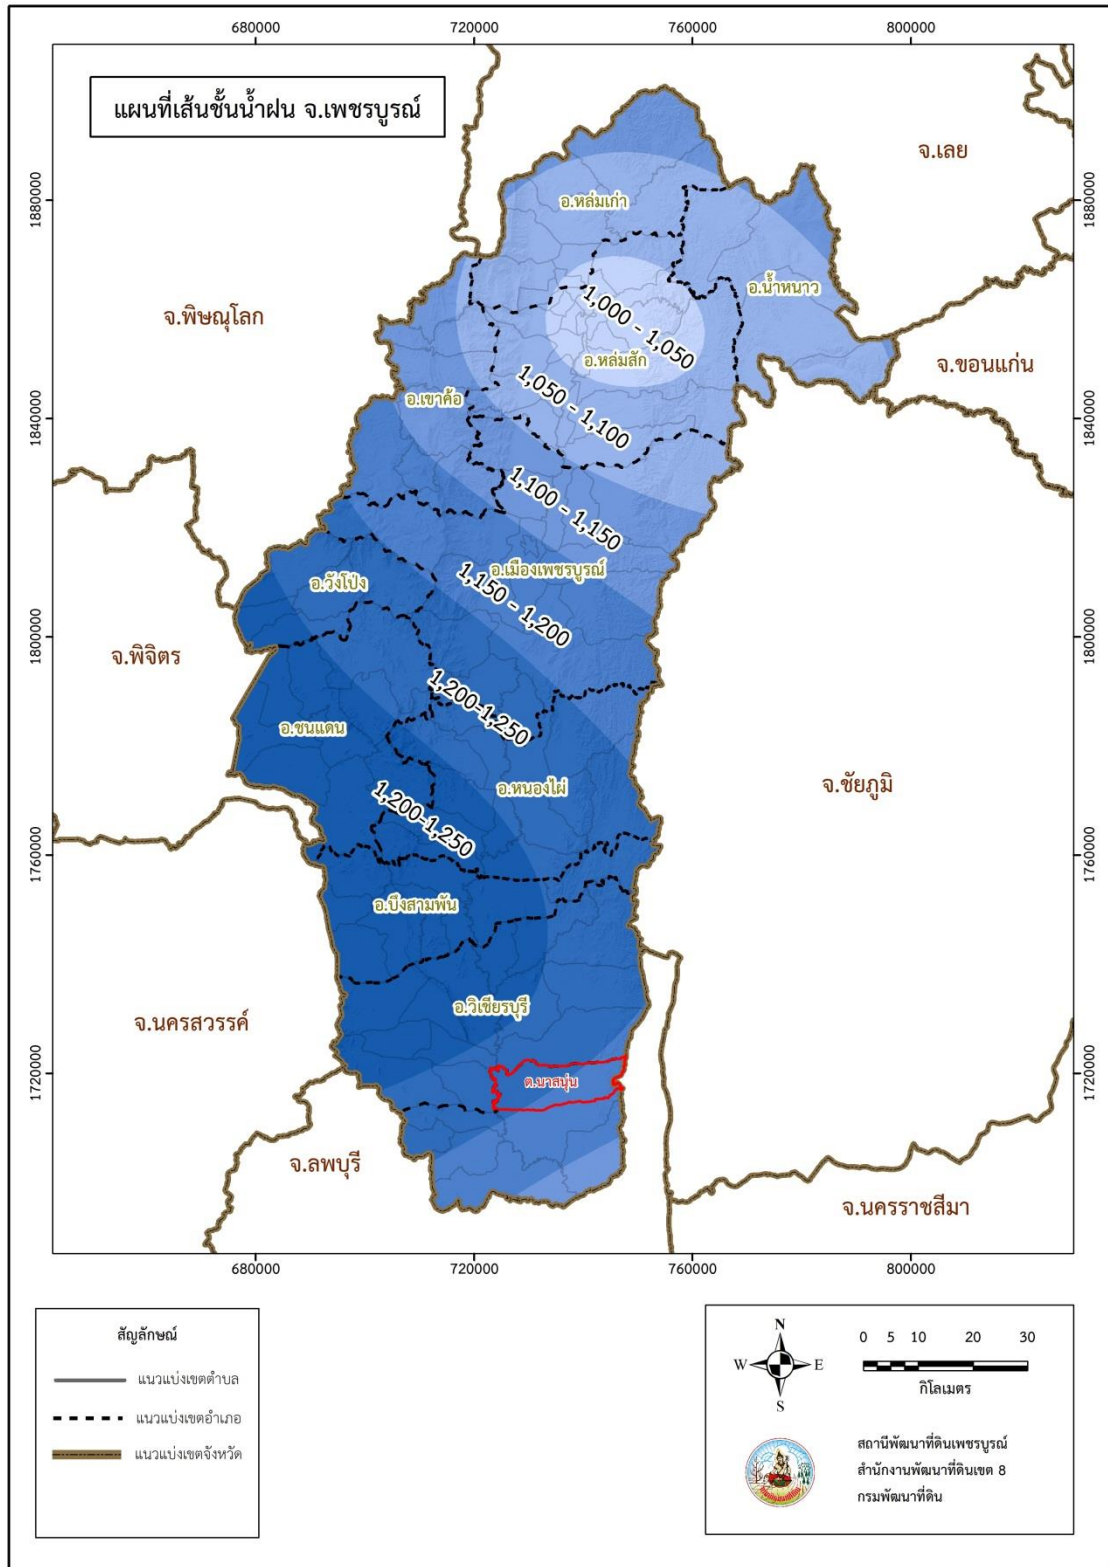 680000 720000 760000 800000
แผนที่เส้นชั้นน้ำฝน จ.เพชรบูรณ์
จ.เลย
1880000
1880000
อ.หล่มเก่า
อ.น้ำหนาว
จ.พิษณุโลก
1,000 - 1,050
อ.หล่มสัก
จ.ขอนแก่น
1,050 - 1,100
อ.เขาค้อ
1840000
1840000
1,100 - 1,150
อ.เมืองเพชรบูรณ์
อ.วังโป่ง
1,150 - 1,200
1800000
1800000
จ.พิจิตร
1,200-1,250
อ.ชนแดน
จ.ชัยภูมิ
อ.หนองไผ่
1,200-1,250
1760000
1760000
อ.บึงสามพัน
อ.วิเชียรบุรี
จ.นครสวรรค์
1720000
1720000
ต.นาสนุ่น
จ.ลพบุรี
จ.นครราชสีมา
680000 720000 760000 800000
สัญลักษณ์
แนวแบ่งเขตตำบล
แนวแบ่งเขตอำเภอ
แนวแบ่งเขตจังหวัด
N
W E
S
0 5 10 20 30
กิโลเมตร
สถานีพัฒนาที่ดินเพชรบูรณ์
สำนักงานพัฒนาที่ดินเขต 8
กรมพัฒนาที่ดิน